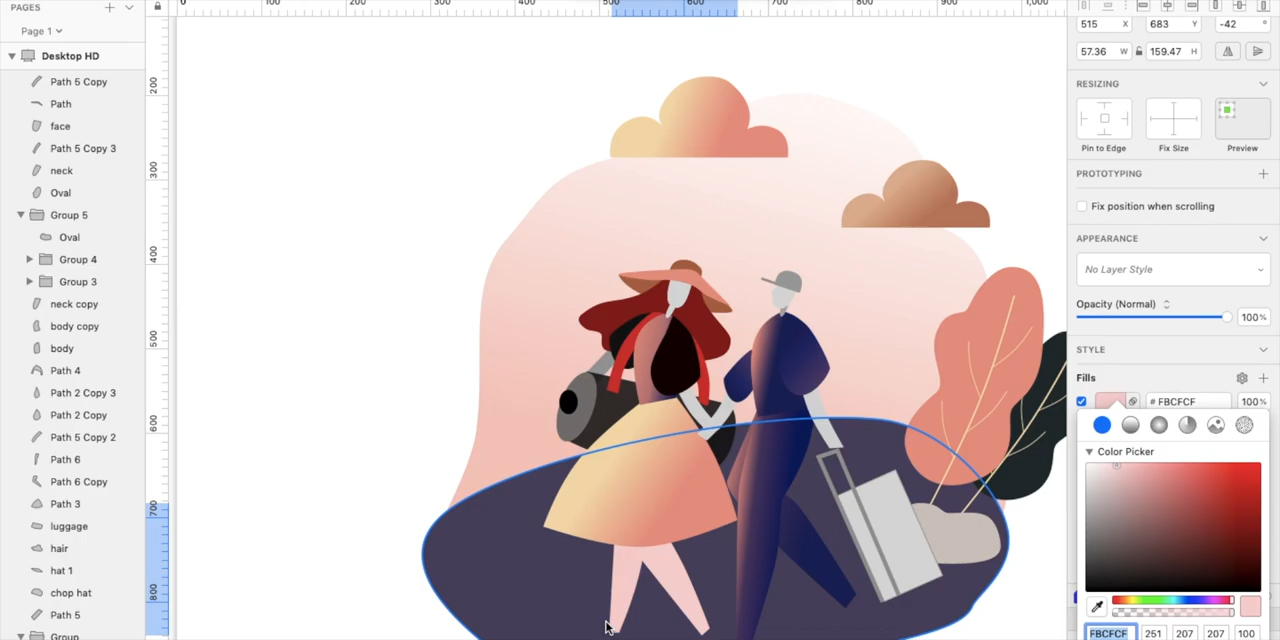 PAGES
Page 1
Desktop HD
Path 5 Copy
Path
face
Path 5 Copy 3
neck
Oval
Group 5
Oval
Group 4
Group 3
neck copy
body copy
body
Path 4
Path 2 Copy 3
Path 2 Copy
Path 5 Copy 2
Path 6
Path 6 Copy
Path 3
luggage
hair
hat 1
chop hat
Path 5
Group
0 100 200 300 400 500 600 700 800 900 1,000
200
300
400
500
600
700
800
515 X 683 Y -42 °
57.36 W 159.47 H
RESIZING
Pin to Edge Fix Size Preview
PROTOTYPING
Fix position when scrolling
APPEARANCE
No Layer Style
Opacity (Normal) 100%
STYLE
Fills
# FBCFCF 100%
Color Picker
FBCFCF 251 207 207 100